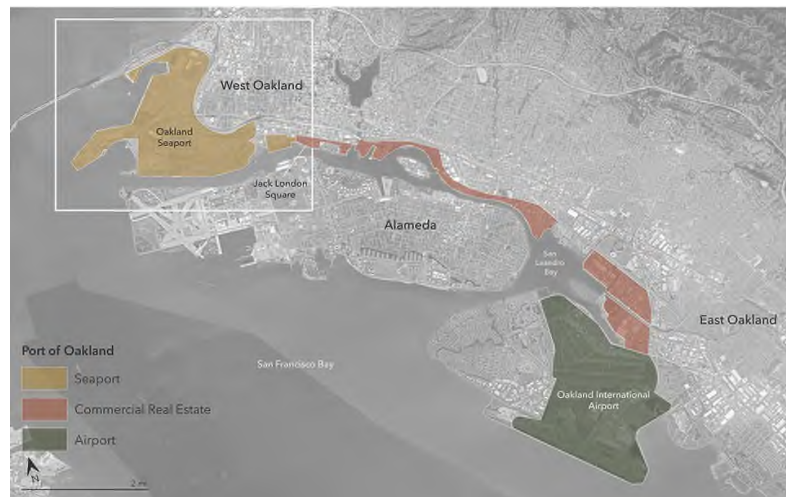 West Oakland
Oakland
Seaport
Jack London
Square
Alameda
San
Leandro
Bay
East Oakland
Port of Oakland
Seaport
Commercial Real Estate
Airport
San Francisco Bay
Oakland International
Airport
N
2 mi